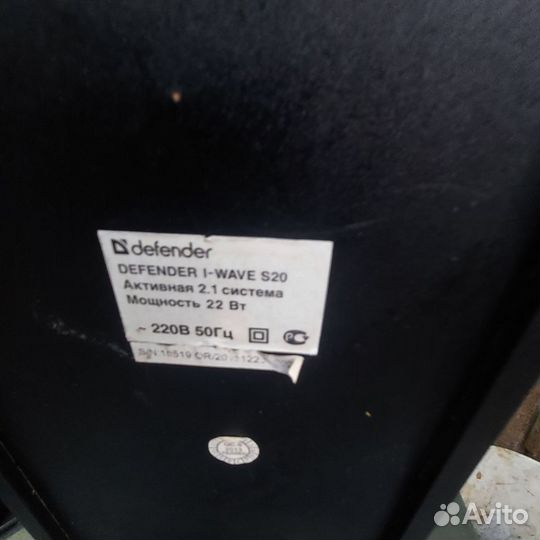 defender
DEFENDER I-WAVE S20
Активная 2.1 система
Мощность 22 Вт
~ 220В 50Гц
S/N
Avito